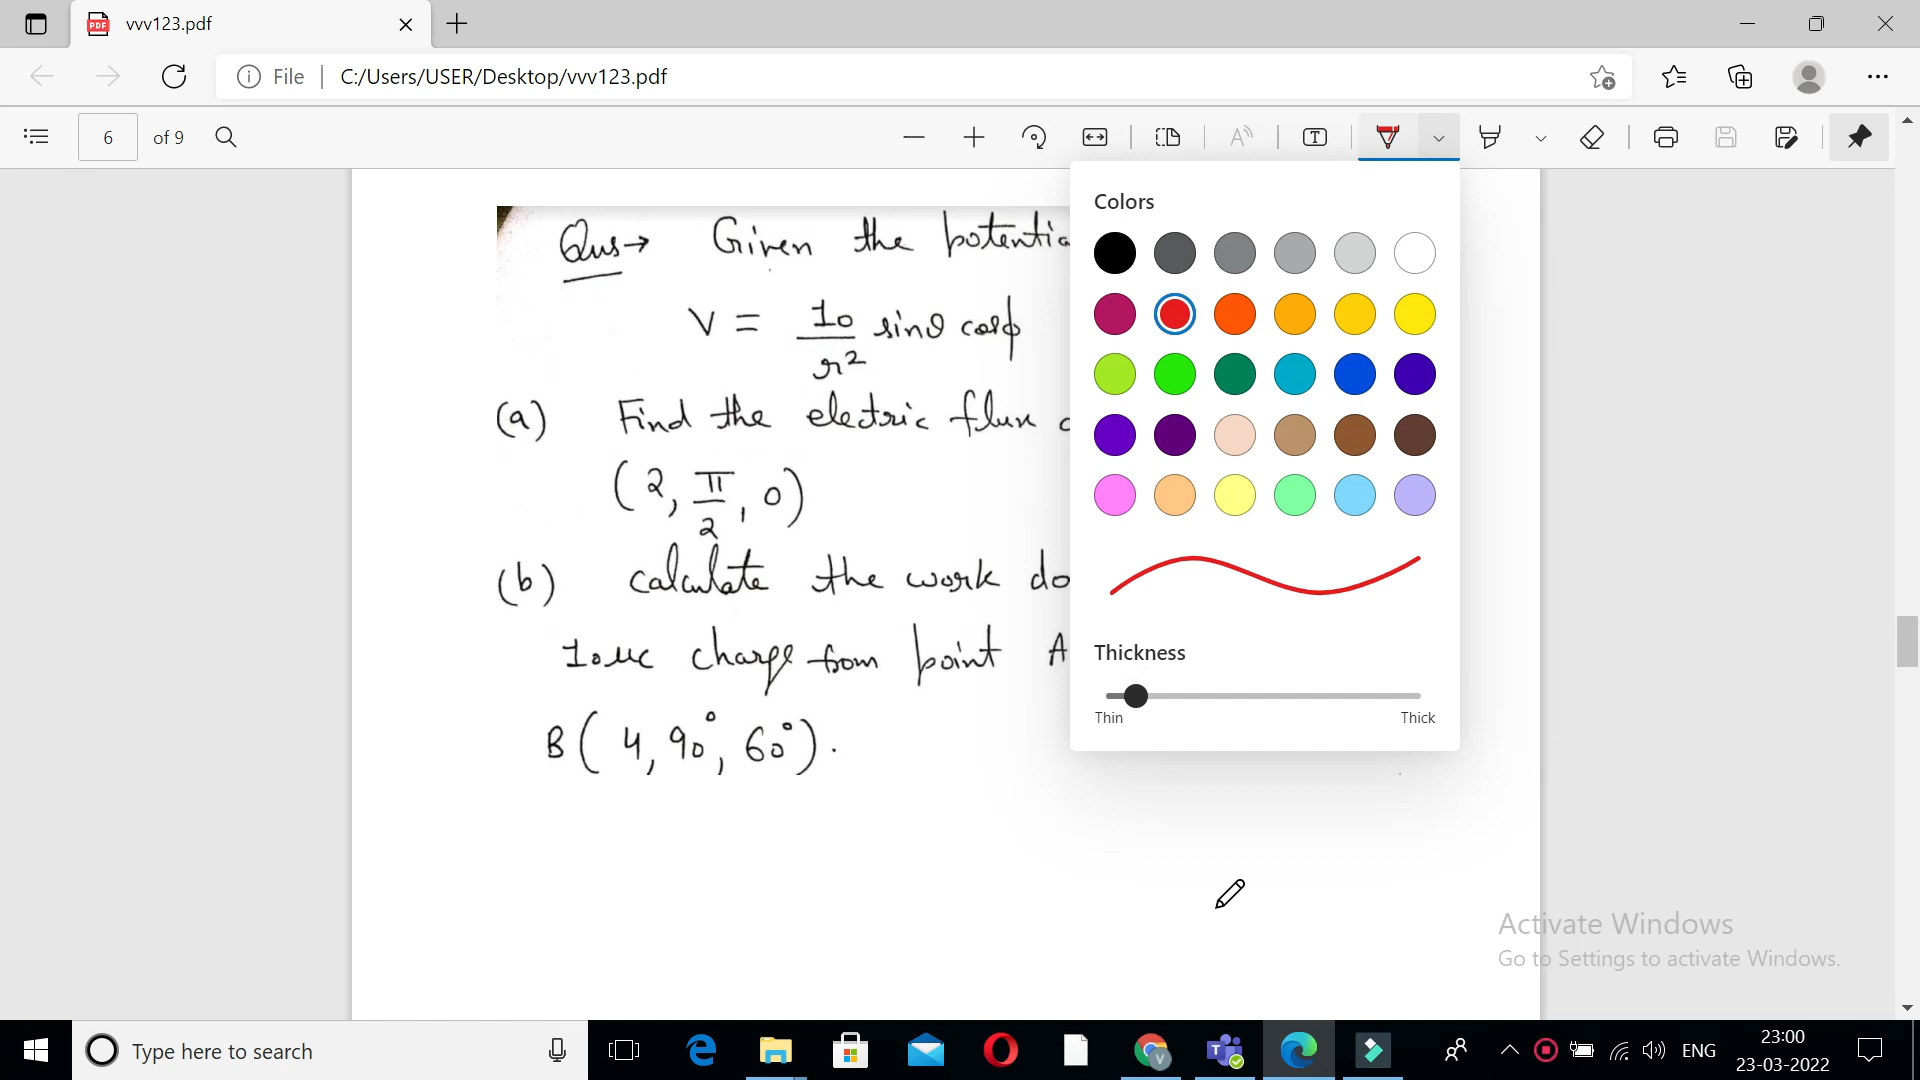 vvv123.pdf
File C:/Users/USER/Desktop/vvv123.pdf
6 of 9
Colors
Qus→ Given the
V = 10/r² sinθ cosϕ
(a) Find the electric flux
(2, π/2, 0)
(b) calculate the work
10μc charge from point A
B( 4, 90°, 60°).
Thickness
Thin Thick
Activate Windows
Go to Settings to activate Windows.
Type here to search
ENG
23:00
23-03-2022